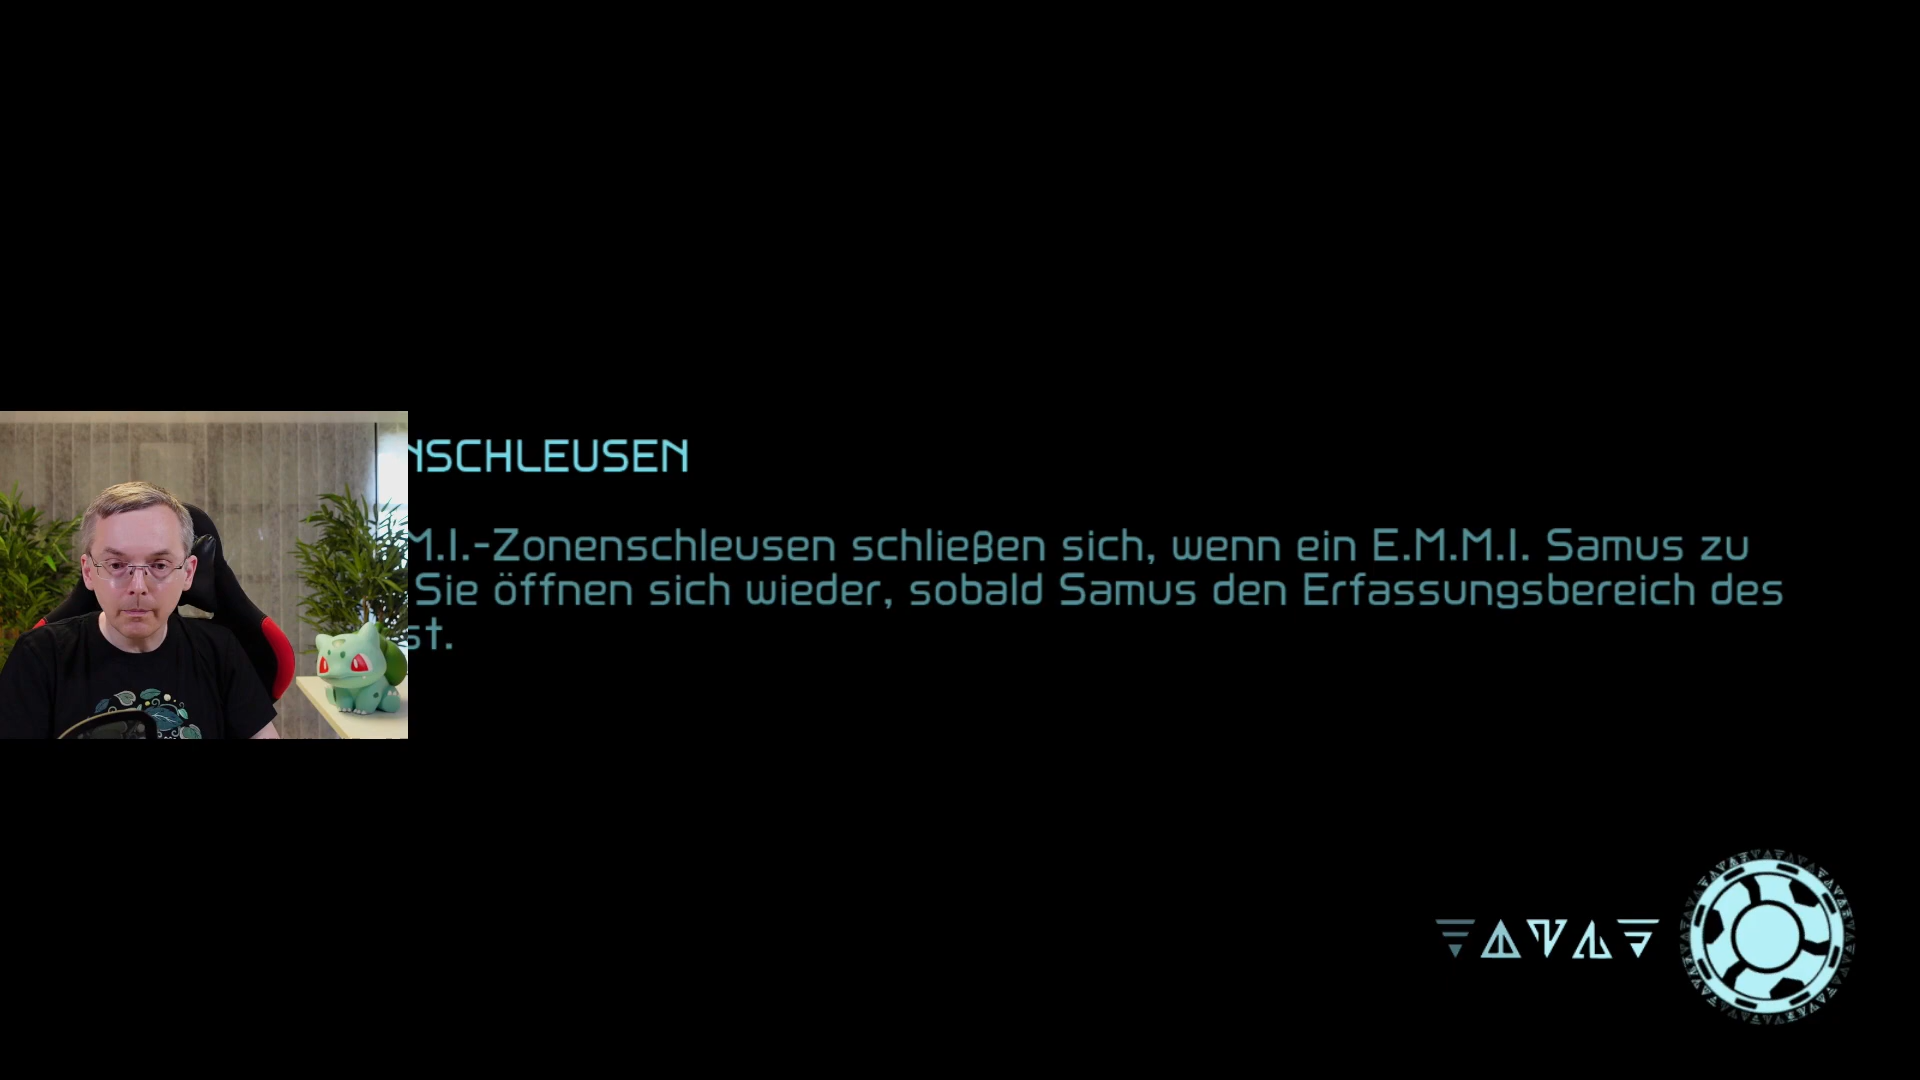 NSCHLEUSEN
M.I.-Zonenschleusen schließen sich, wenn ein E.M.M.I. Samus zu
Sie öffnen sich wieder, sobald Samus den Erfassungsbereich des
st.